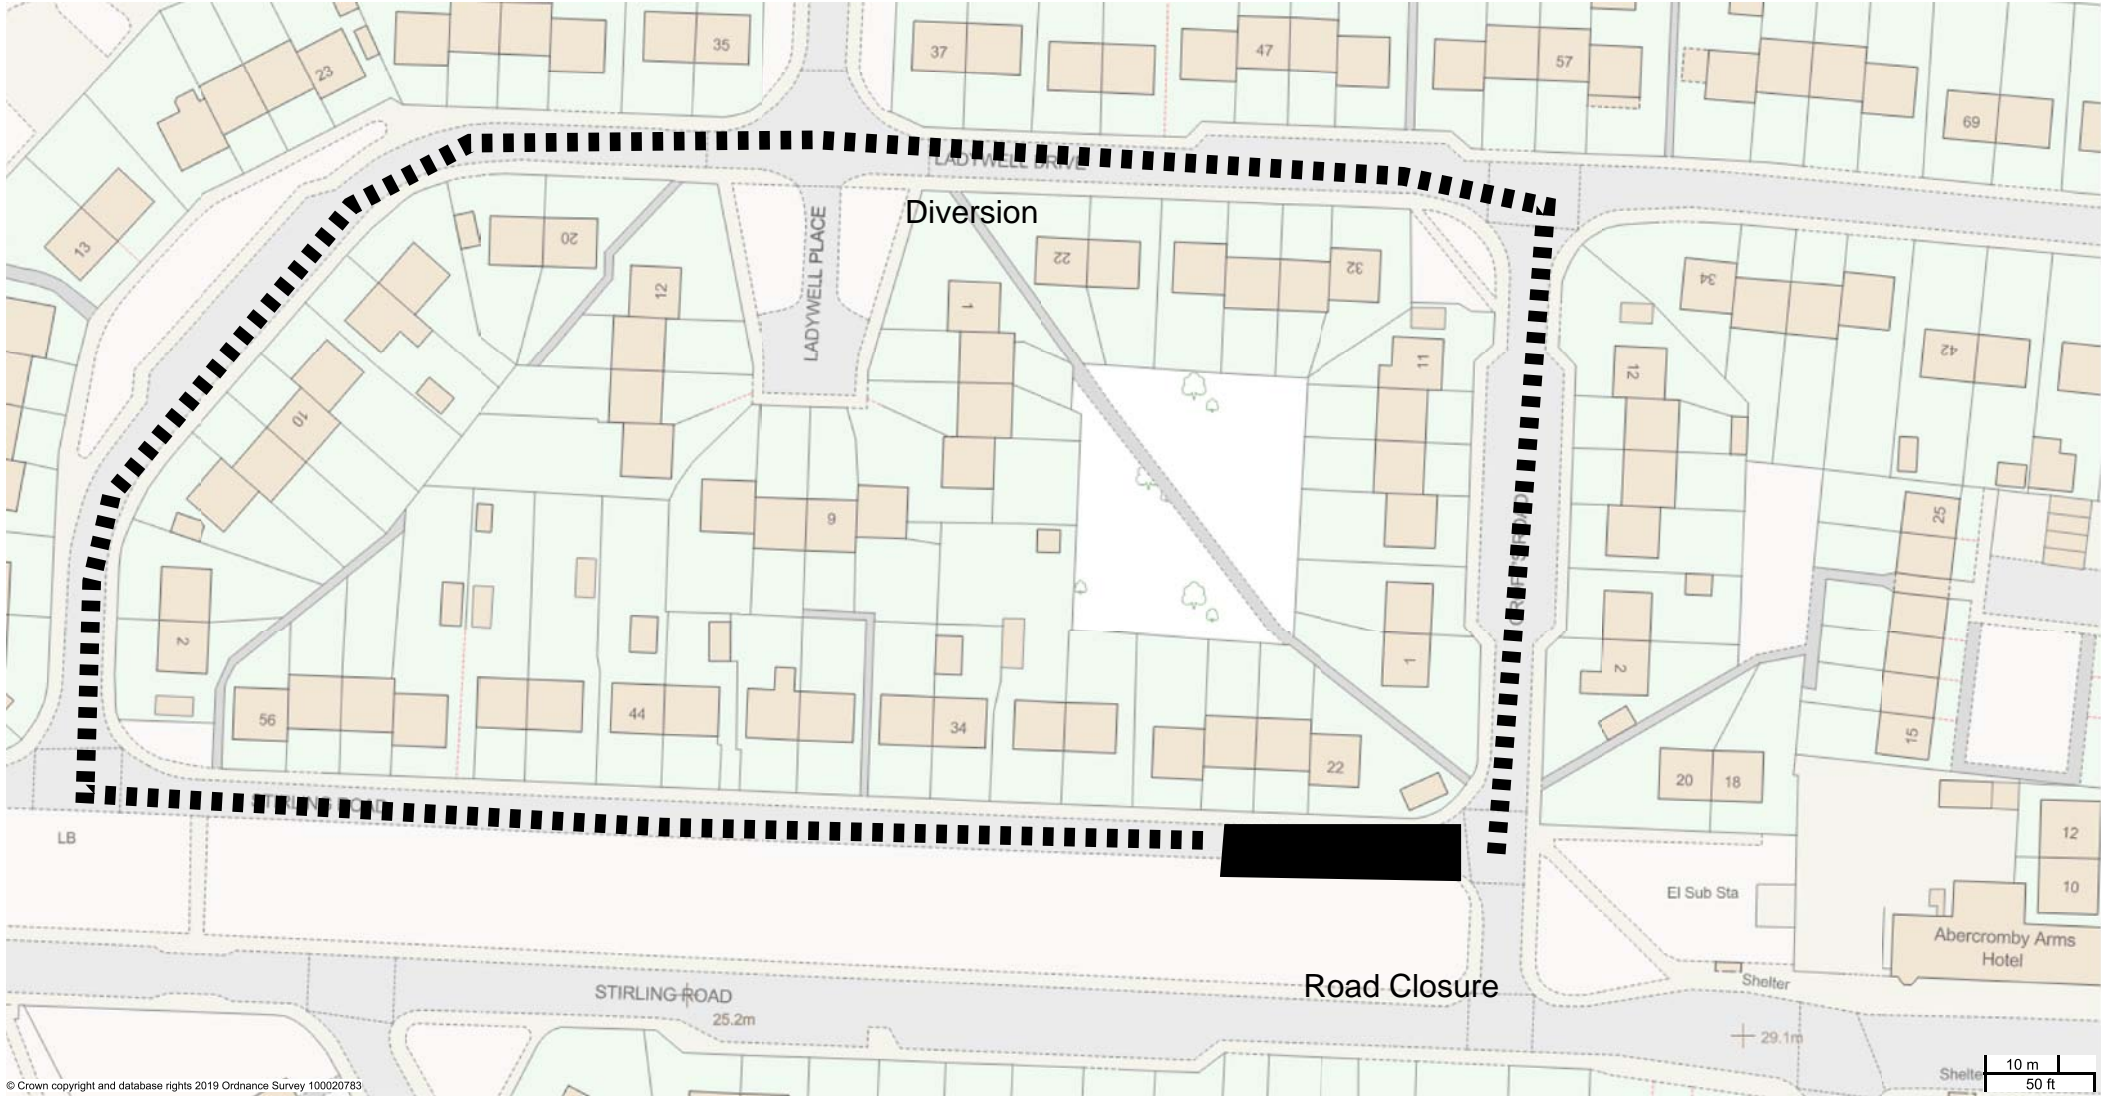 23
35
37
47
57
69
13
LADYWELL DRIVE
Diversion
20
12
LADYWELL PLACE
1
22
32
34
42
10
11
12
9
25
2
1
2
56
44
34
22
20
18
15
STIRLING ROAD
LB
12
10
El Sub Sta
Abercromby Arms
Hotel
Road Closure
Shelter
STIRLING ROAD
25.2m
29.1m
10 m
50 ft
© Crown copyright and database rights 2019 Ordnance Survey 100020783